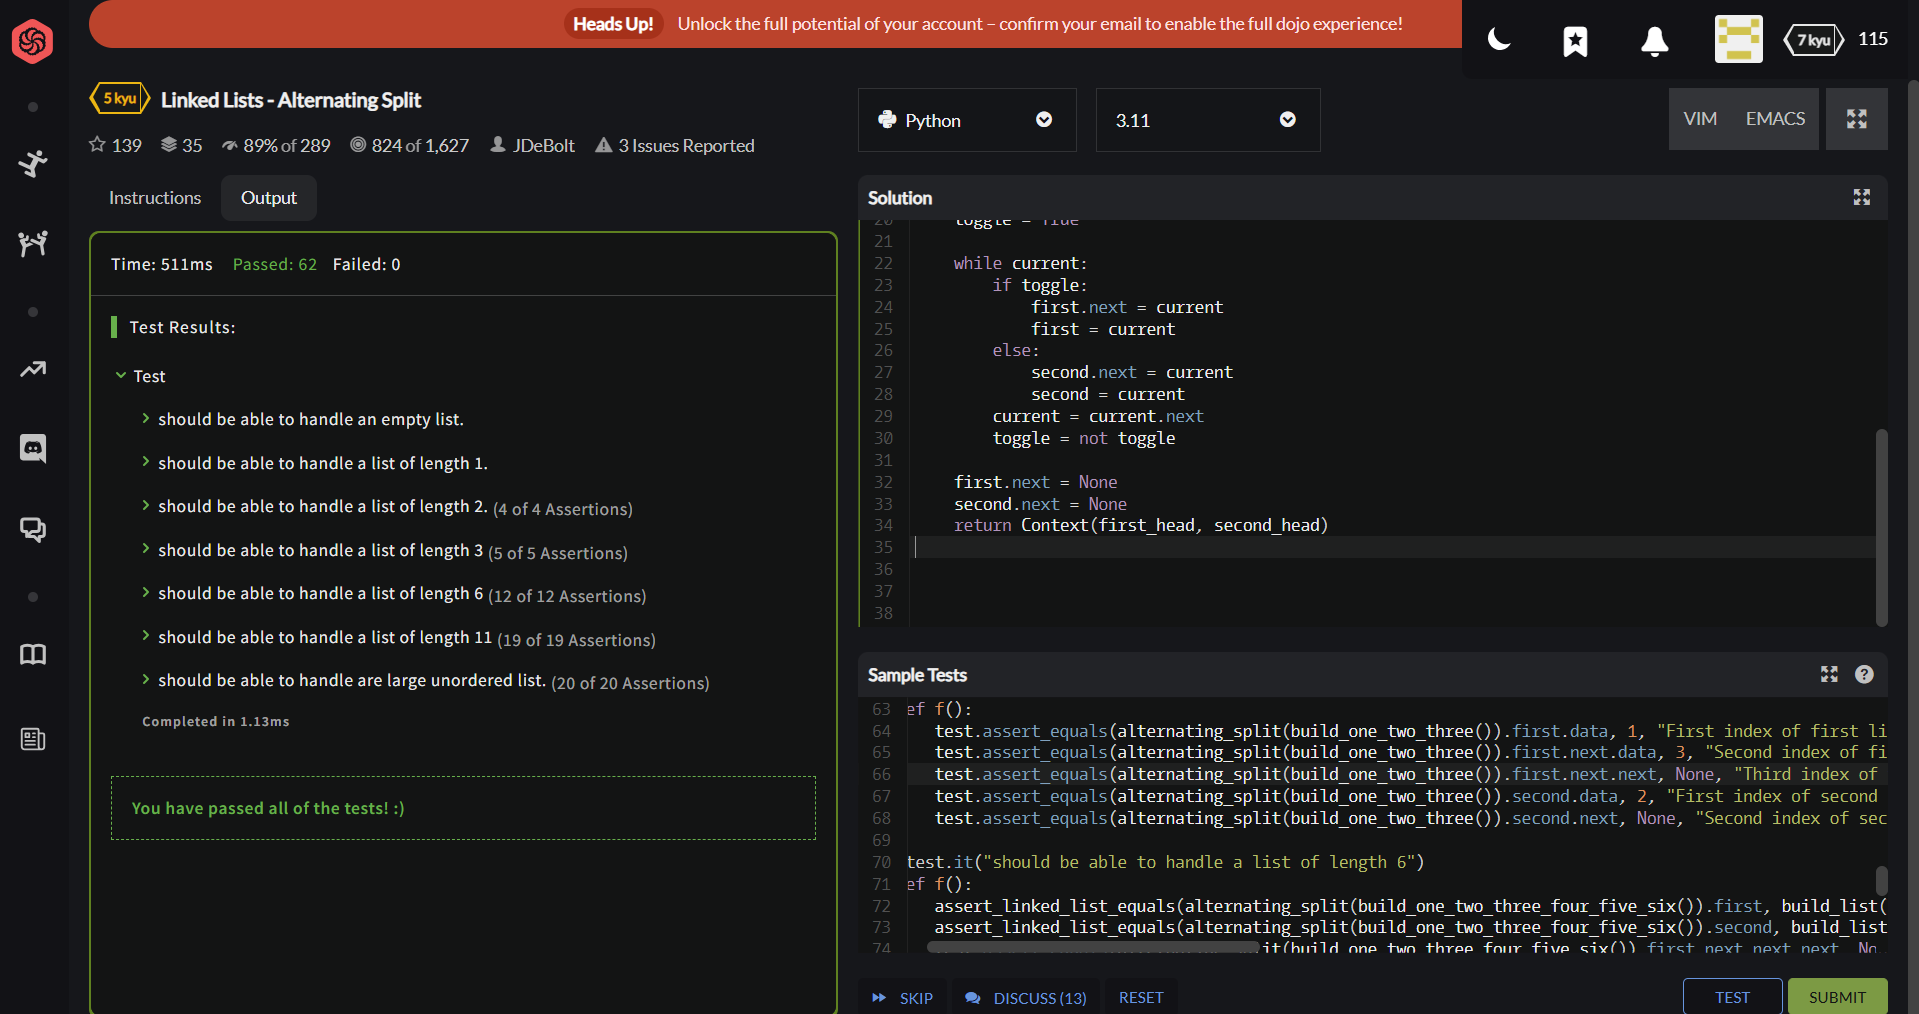 Heads Up! Unlock the full potential of your account – confirm your email to enable the full dojo experience!
7 kyu 115
5 kyu Linked Lists - Alternating Split
139 35 89% of 289 824 of 1,627 JDeBolt 3 Issues Reported
Python 3.11 VIM EMACS
Instructions Output
Time: 511ms Passed: 62 Failed: 0
Test Results:
Test
should be able to handle an empty list.
should be able to handle a list of length 1.
should be able to handle a list of length 2. (4 of 4 Assertions)
should be able to handle a list of length 3 (5 of 5 Assertions)
should be able to handle a list of length 6 (12 of 12 Assertions)
should be able to handle a list of length 11 (19 of 19 Assertions)
should be able to handle are large unordered list. (20 of 20 Assertions)
Completed in 1.13ms
You have passed all of the tests! :)
Solution
20 toggle = True
21
22 while current:
23 if toggle:
24 first.next = current
25 first = current
26 else:
27 second.next = current
28 second = current
29 current = current.next
30 toggle = not toggle
31
32 first.next = None
33 second.next = None
34 return Context(first_head, second_head)
35
36
37
38
Sample Tests ?
63 ef f():
64 test.assert_equals(alternating_split(build_one_two_three()).first.data, 1, "First index of first li
65 test.assert_equals(alternating_split(build_one_two_three()).first.next.data, 3, "Second index of fi
66 test.assert_equals(alternating_split(build_one_two_three()).first.next.next, None, "Third index of
67 test.assert_equals(alternating_split(build_one_two_three()).second.data, 2, "First index of second
68 test.assert_equals(alternating_split(build_one_two_three()).second.next, None, "Second index of sec
69
70 test.it("should be able to handle a list of length 6")
71 ef f():
72 assert_linked_list_equals(alternating_split(build_one_two_three_four_five_six()).first, build_list(
73 assert_linked_list_equals(alternating_split(build_one_two_three_four_five_six()).second, build_list
74 it(build_one_two_three_four_five_six()).first.next.next.next, No
SKIP DISCUSS (13) RESET TEST SUBMIT